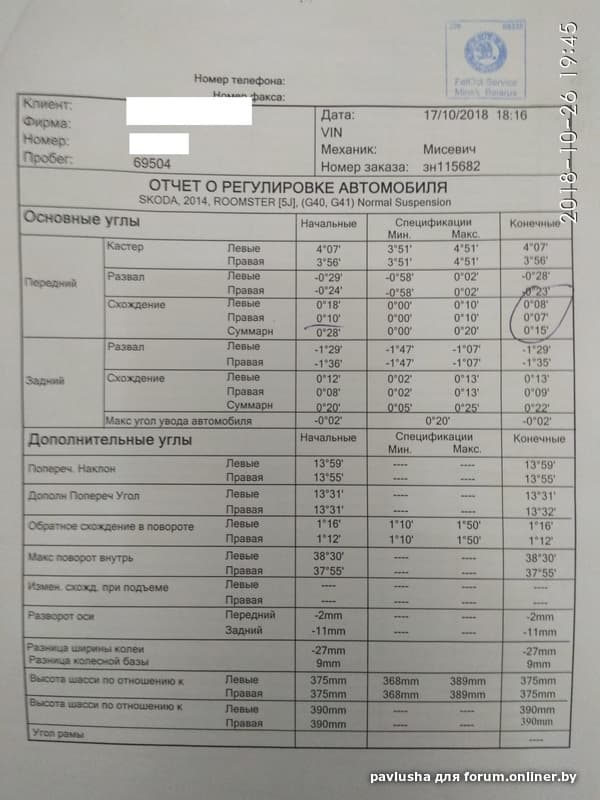 FelOct Service
Minsk, Belarus
2018-10-26 19:45
Номер телефона:
Номер факса:
Клиент:
Фирма:
Номер:
Пробег: 69504
Дата: 17/10/2018 18:16
VIN
Механик: Мисевич
Номер заказа: зн115682
ОТЧЕТ О РЕГУЛИРОВКЕ АВТОМОБИЛЯ
SKODA, 2014, ROOMSTER [5J], (G40, G41) Normal Suspension
Основные углы Начальные Спецификации Конечные
Мин. Макс.
Передний
Кастер Левые 4°07' 3°51' 4°51' 4°07'
Правая 3°56' 3°51' 4°51' 3°56'
Развал Левые -0°29' -0°58' 0°02' -0°28'
Правая -0°24' -0°58' 0°02' -0°23'
Схождение Левые 0°18' 0°00' 0°10' 0°08'
Правая 0°10' 0°00' 0°10' 0°07'
Суммарн 0°28' 0°00' 0°20' 0°15'
Задний
Развал Левые -1°29' -1°47' -1°07' -1°29'
Правая -1°36' -1°47' -1°07' -1°35'
Схождение Левые 0°12' 0°02' 0°13' 0°13'
Правая 0°08' 0°02' 0°13' 0°09'
Суммарн 0°20' 0°05' 0°25' 0°22'
Макс угол увода автомобиля -0°02' 0°20' -0°02'
Дополнительные углы Начальные Спецификации Конечные
Мин. Макс.
Попереч. Наклон Левые 13°59' ---- ---- 13°59'
Правая 13°55' ---- ---- 13°55'
Дополн Попереч Угол Левые 13°31' ---- ---- 13°31'
Правая 13°31' ---- ---- 13°32'
Обратное схождение в повороте Левые 1°16' 1°10' 1°50' 1°16'
Правая 1°12' 1°10' 1°50' 1°12'
Макс поворот внутрь Левые 38°30' ---- ---- 38°30'
Правая 37°55' ---- ---- 37°55'
Измен. схожд. при подъеме Левые ---- ---- ---- ----
Правая ---- ---- ---- ----
Разворот оси Передний -2mm ---- ---- -2mm
Задний -11mm ---- ---- -11mm
Разница ширины колеи -27mm ---- ---- -27mm
Разница колесной базы 9mm ---- ---- 9mm
Высота шасси по отношению к Левые 375mm 368mm 389mm 375mm
Правая 375mm 368mm 389mm 375mm
Высота шасси по отношению к Левые 390mm ---- ---- 390mm
Правая 390mm ---- ---- 390mm
Угол рамы ----
pavlusha для forum.onliner.by